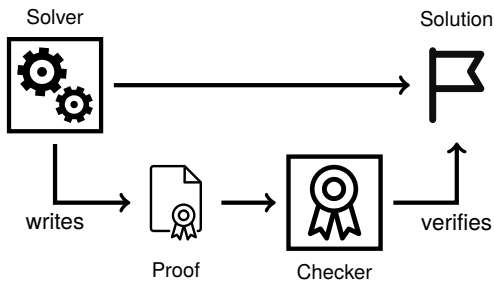 Solver
Solution
writes
verifies
Proof
Checker